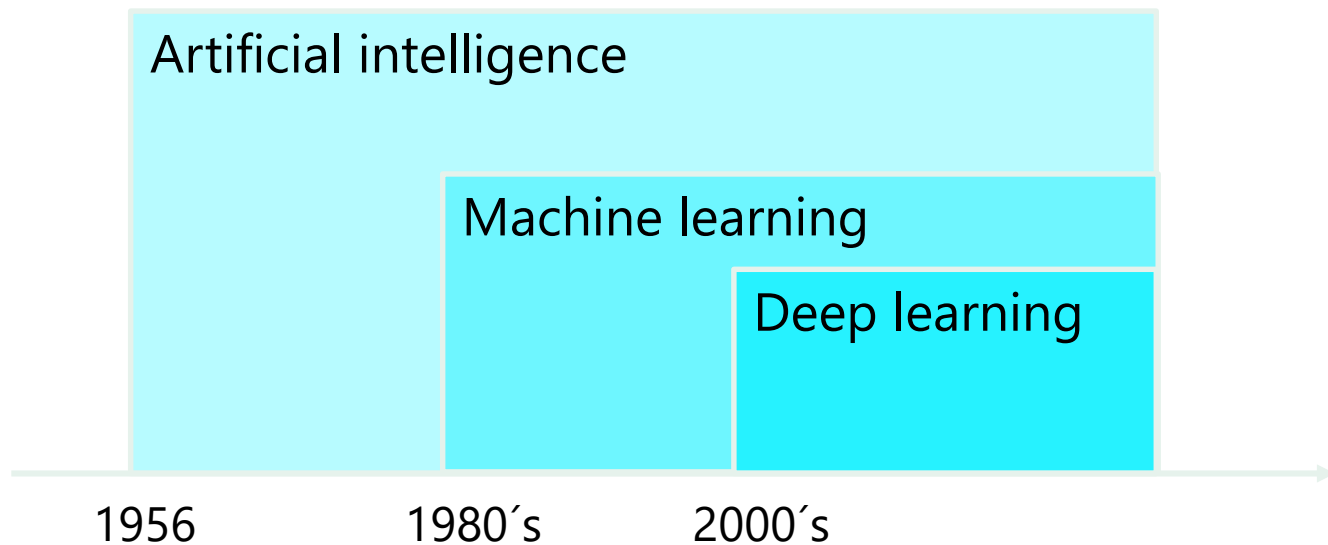 Artificial intelligence
Machine learning
Deep learning
1956
1980´s
2000´s